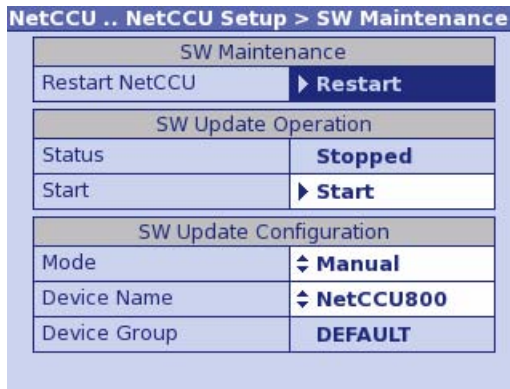 NetCCU .. NetCCU Setup > SW Maintenance
SW Maintenance
Restart NetCCU Restart
SW Update Operation
Status Stopped
Start Start
SW Update Configuration
Mode Manual
Device Name NetCCU800
Device Group DEFAULT